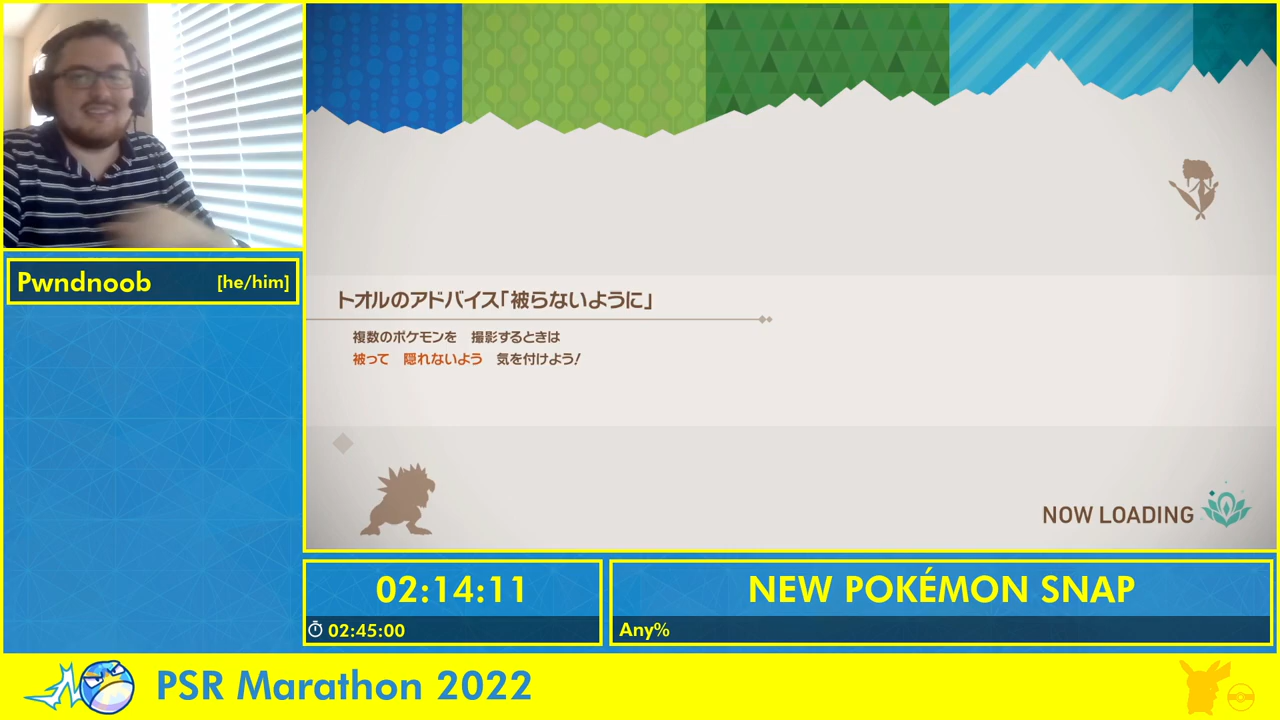 Pwndnoob [he/him]
トオルのアドバイス「被らないように」
複数のポケモンを 撮影するときは
被って 隠れないよう 気を付けよう!
NOW LOADING
02:14:11
02:45:00
NEW POKÉMON SNAP
Any%
PSR Marathon 2022